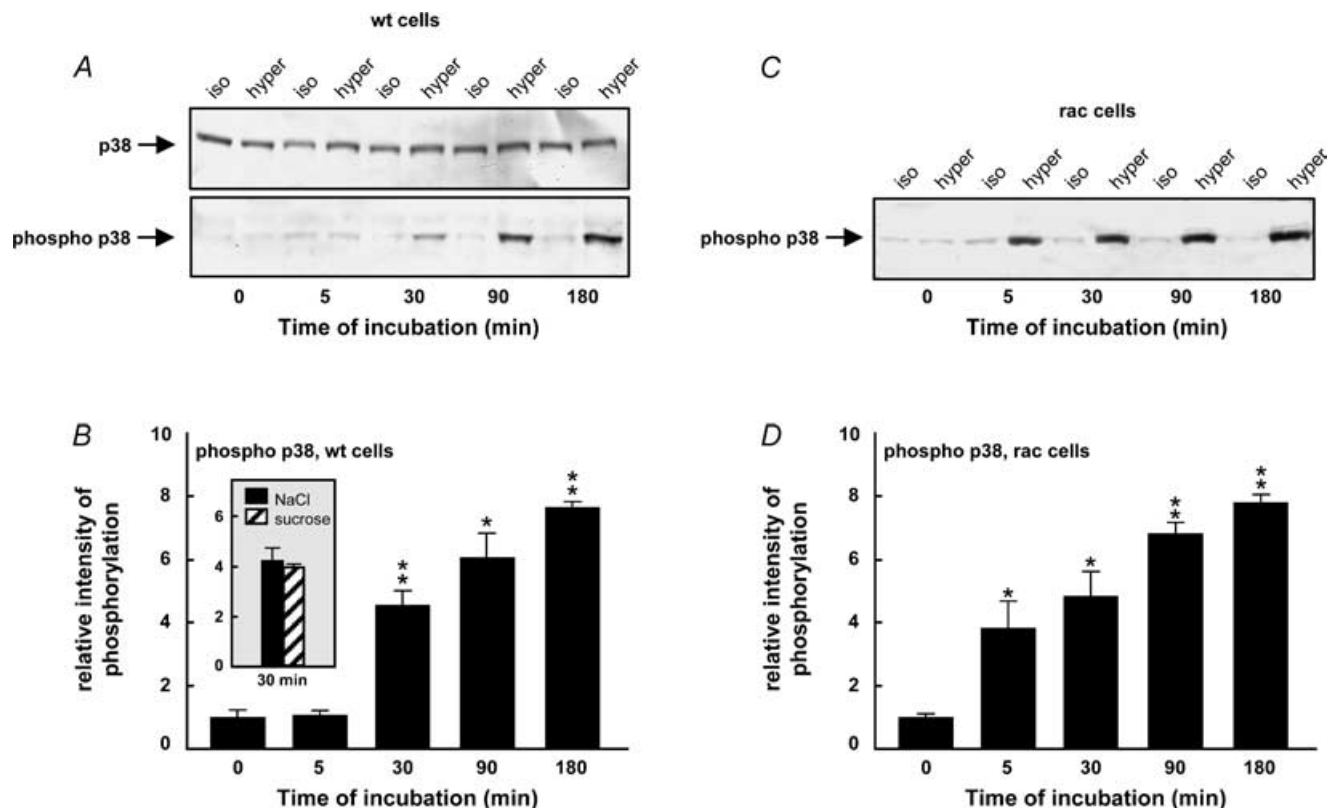 wt cells
A
iso hyper iso hyper iso hyper iso hyper iso hyper
p38
phospho p38
0 5 30 90 180
Time of incubation (min)
C
rac cells
iso hyper iso hyper iso hyper iso hyper iso hyper
phospho p38
0 5 30 90 180
Time of incubation (min)
B
phospho p38, wt cells
relative intensity of
phosphorylation
10
8
6
4
2
0
NaCl
sucrose
6
4
2
0
30 min
**
*
**
0 5 30 90 180
Time of incubation (min)
D
phospho p38, rac cells
relative intensity of
phosphorylation
10
8
6
4
2
0
*
*
**
**
0 5 30 90 180
Time of incubation (min)